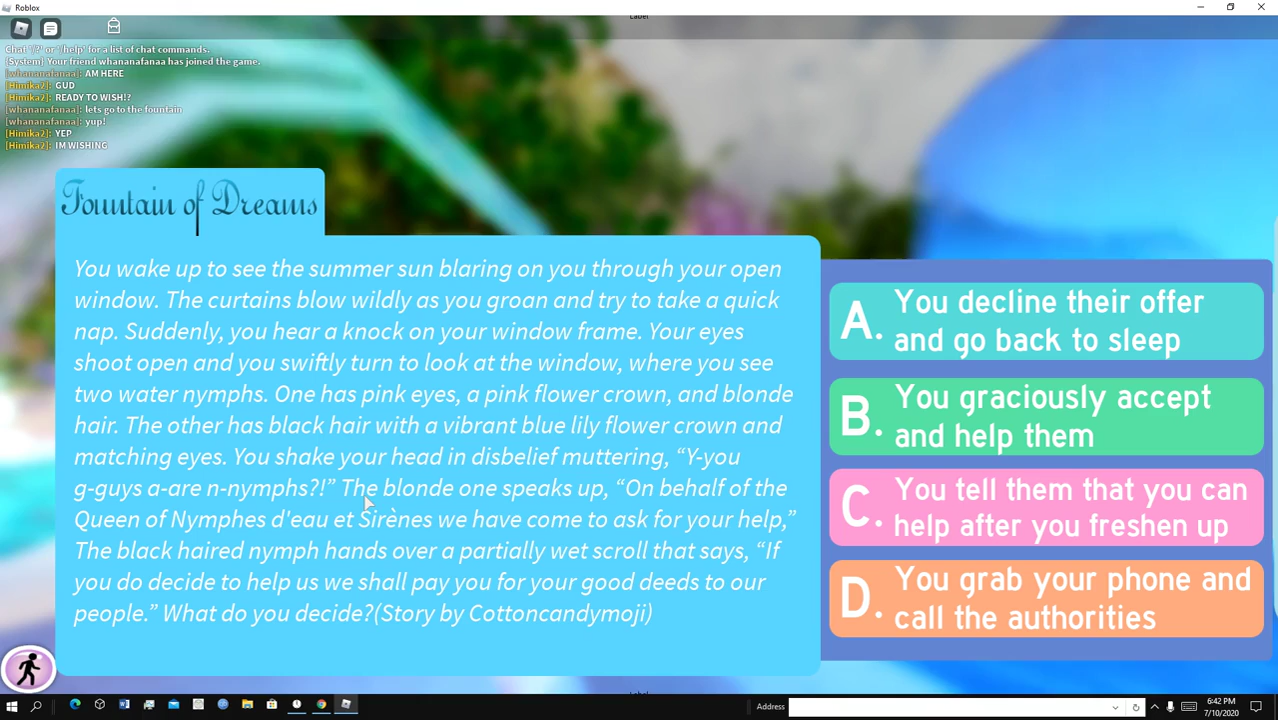 Roblox
Label
Chat '/?' or '/help' for a list of chat commands.
[System] Your friend whananafanaa has joined the game.
[whananafanaa]: AM HERE
[Himika2]: GUD
[Himika2]: READY TO WISH!?
[whananafanaa]: lets go to the fountain
[whananafanaa]: yup!
[Himika2]: YEP
[Himika2]: IM WISHING
Fountain of Dreams
You wake up to see the summer sun blaring on you through your open
window. The curtains blow wildly as you groan and try to take a quick
nap. Suddenly, you hear a knock on your window frame. Your eyes
shoot open and you swiftly turn to look at the window, where you see
two water nymphs. One has pink eyes, a pink flower crown, and blonde
hair. The other has black hair with a vibrant blue lily flower crown and
matching eyes. You shake your head in disbelief muttering, “Y-you
g-guys a-are n-nymphs?!” The blonde one speaks up, “On behalf of the
Queen of Nymphes d'eau et Sirènes we have come to ask for your help,”
The black haired nymph hands over a partially wet scroll that says, “If
you do decide to help us we shall pay you for your good deeds to our
people.” What do you decide?(Story by Cottoncandymoji)
A. You decline their offer
and go back to sleep
B. You graciously accept
and help them
C. You tell them that you can
help after you freshen up
D. You grab your phone and
call the authorities
Label
Address
6:42 PM
7/10/2020